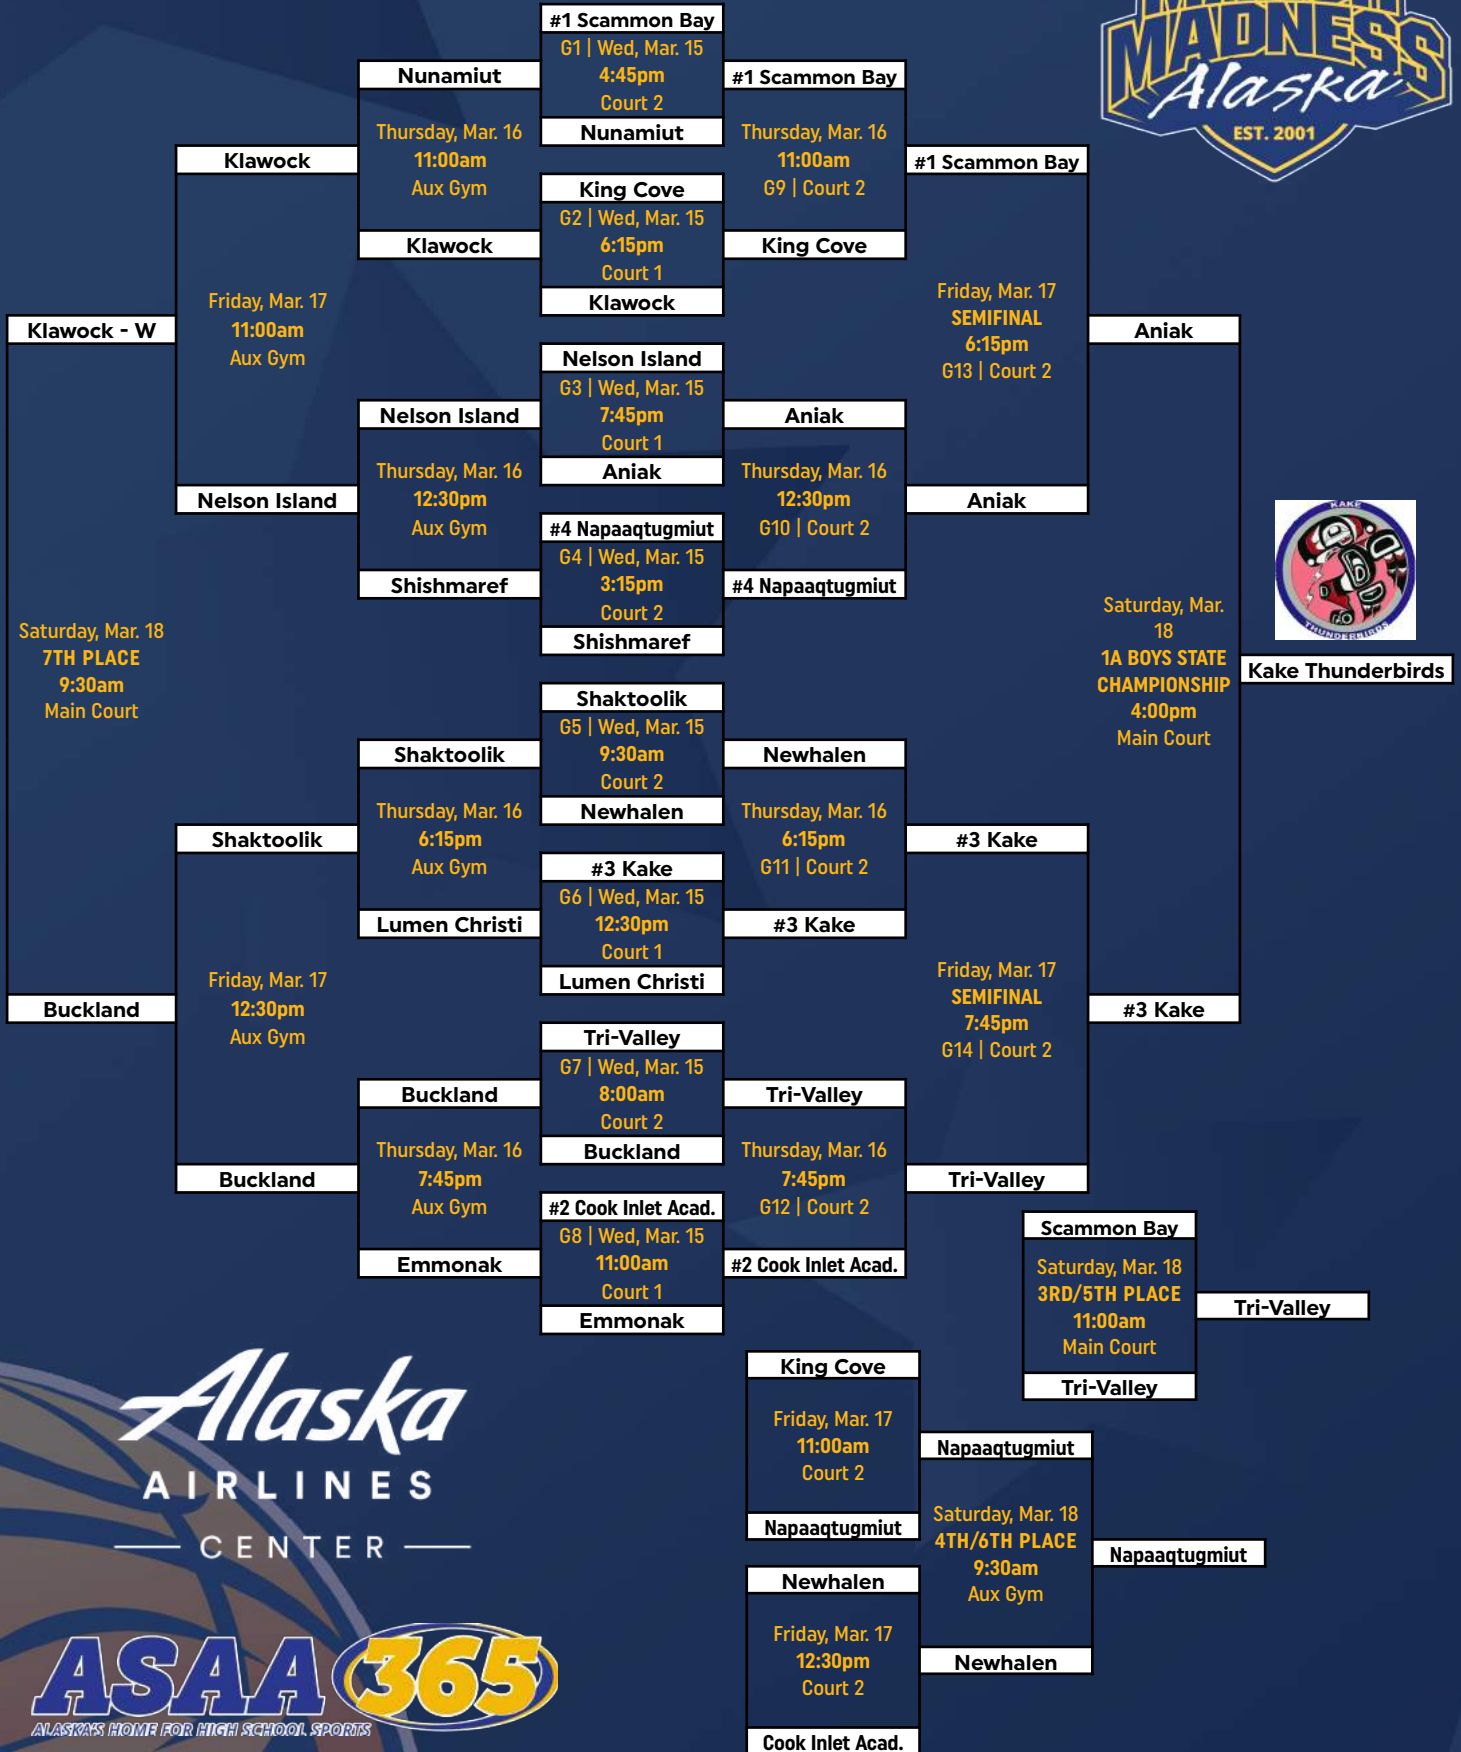 MADNESS
Alaska
EST. 2001
#1 Scammon Bay
G1 | Wed, Mar. 15
4:45pm
Court 2
Nunamiut
King Cove
G2 | Wed, Mar. 15
6:15pm
Court 1
Klawock
Nelson Island
G3 | Wed, Mar. 15
7:45pm
Court 1
Aniak
#4 Napaaqtugmiut
G4 | Wed, Mar. 15
3:15pm
Court 2
Shishmaref
Shaktoolik
G5 | Wed, Mar. 15
9:30am
Court 2
Newhalen
#3 Kake
G6 | Wed, Mar. 15
12:30pm
Court 1
Lumen Christi
Tri-Valley
G7 | Wed, Mar. 15
8:00am
Court 2
Buckland
#2 Cook Inlet Acad.
G8 | Wed, Mar. 15
11:00am
Court 1
Emmonak
Nunamiut
Thursday, Mar. 16
11:00am
Aux Gym
Klawock
Nelson Island
Thursday, Mar. 16
12:30pm
Aux Gym
Shishmaref
Shaktoolik
Thursday, Mar. 16
6:15pm
Aux Gym
Lumen Christi
Buckland
Thursday, Mar. 16
7:45pm
Aux Gym
Emmonak
Klawock
Friday, Mar. 17
11:00am
Aux Gym
Nelson Island
Shaktoolik
Friday, Mar. 17
12:30pm
Aux Gym
Buckland
Klawock - W
Saturday, Mar. 18
7TH PLACE
9:30am
Main Court
Buckland
#1 Scammon Bay
Thursday, Mar. 16
11:00am
G9 | Court 2
King Cove
Aniak
Thursday, Mar. 16
12:30pm
G10 | Court 2
#4 Napaaqtugmiut
Newhalen
Thursday, Mar. 16
6:15pm
G11 | Court 2
#3 Kake
Tri-Valley
Thursday, Mar. 16
7:45pm
G12 | Court 2
#2 Cook Inlet Acad.
#1 Scammon Bay
Friday, Mar. 17
SEMIFINAL
6:15pm
G13 | Court 2
Aniak
#3 Kake
Friday, Mar. 17
SEMIFINAL
7:45pm
G14 | Court 2
Tri-Valley
Aniak
Saturday, Mar.
18
1A BOYS STATE
CHAMPIONSHIP
4:00pm
Main Court
#3 Kake
KAKE
THUNDERBIRDS
Kake Thunderbirds
Scammon Bay
Saturday, Mar. 18
3RD/5TH PLACE
11:00am
Main Court
Tri-Valley
Tri-Valley
King Cove
Friday, Mar. 17
11:00am
Court 2
Napaaqtugmiut
Newhalen
Friday, Mar. 17
12:30pm
Court 2
Cook Inlet Acad.
Napaaqtugmiut
Saturday, Mar. 18
4TH/6TH PLACE
9:30am
Aux Gym
Newhalen
Napaaqtugmiut
Alaska
AIRLINES
CENTER
ASAA 365
ALASKA'S HOME FOR HIGH SCHOOL SPORTS